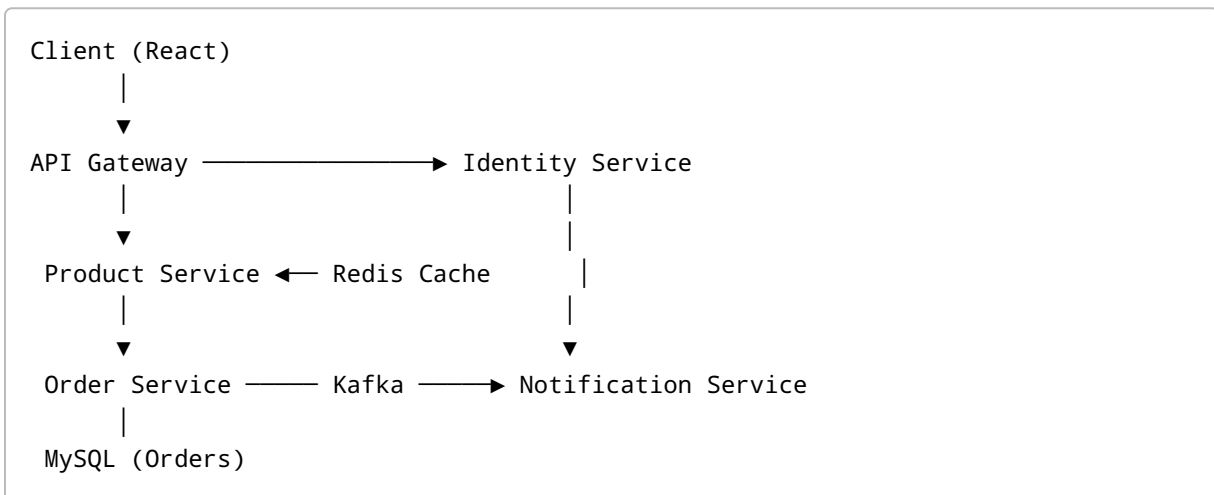 Client (React)
API Gateway ────────────────▶ Identity Service
Product Service ◀── Redis Cache
Order Service ───── Kafka ─────▶ Notification Service
MySQL (Orders)